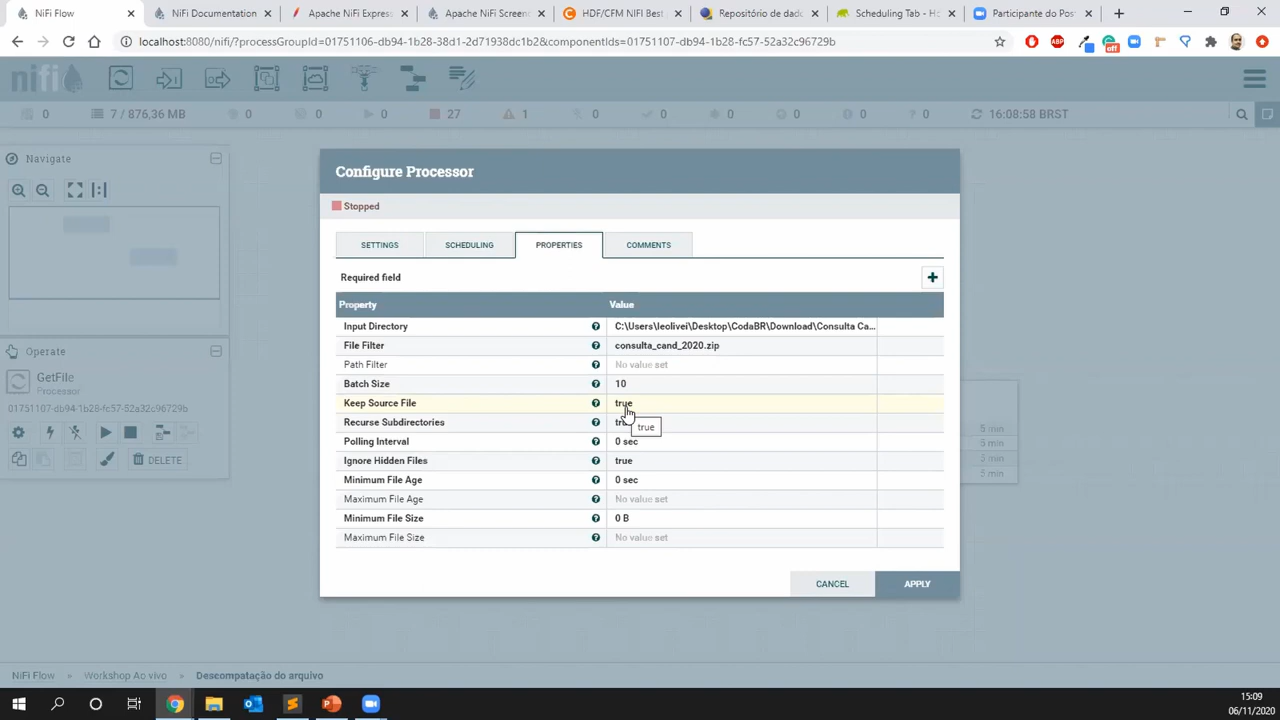 NiFi Flow
NiFi Documentation
Apache NiFi Expres
Apache NiFi Screen
HDF/CFM NIFI Best
Repositório de dado
Scheduling Tab - H
Participante do Pos
localhost:8080/nifi/?processGroupId=01751106-db94-1b28-38d1-2d71938dc1b2&componentIds=01751107-db94-1b28-fc57-52a32c96729b
ABP
off
nifi
0
7 / 876,36 MB
0
0
0
27
1
0
0
0
0
0
0
16:08:58 BRST
Navigate
Operate
GetFile
Processor
01751107-db94-1b28-fc57-52a32c96729b
DELETE
Configure Processor
Stopped
SETTINGS
SCHEDULING
PROPERTIES
COMMENTS
Required field
Property Value
Input Directory C:\Users\leolivei\Desktop\CodaBR\Download\Consulta Ca...
File Filter consulta_cand_2020.zip
Path Filter No value set
Batch Size 10
Keep Source File true
Recurse Subdirectories
true
Polling Interval 0 sec
Ignore Hidden Files true
Minimum File Age 0 sec
Maximum File Age No value set
Minimum File Size 0 B
Maximum File Size No value set
CANCEL
APPLY
5 min
5 min
5 min
5 min
NiFi Flow » Workshop Ao vivo » Descompatação do arquivo
15:09
06/11/2020